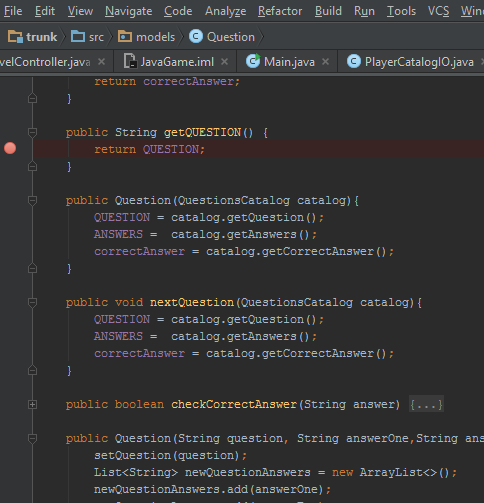 File Edit View Navigate Code Analyze Refactor Build Run Tools VCS
trunk src models Question
Controller.java JavaGame.iml Main.java PlayerCatalogIO.java
return correctAnswer;
}
public String getQUESTION() {
return QUESTION;
}
public Question(QuestionsCatalog catalog){
QUESTION = catalog.getQuestion();
ANSWERS =  catalog.getAnswers();
correctAnswer = catalog.getCorrectAnswer();
}
public void nextQuestion(QuestionsCatalog catalog){
QUESTION = catalog.getQuestion();
ANSWERS =  catalog.getAnswers();
correctAnswer = catalog.getCorrectAnswer();
}
public boolean checkCorrectAnswer(String answer) {...}
public Question(String question, String answerOne,String ans
setQuestion(question);
List<String> newQuestionAnswers = new ArrayList<>();
newQuestionAnswers.add(answerOne);